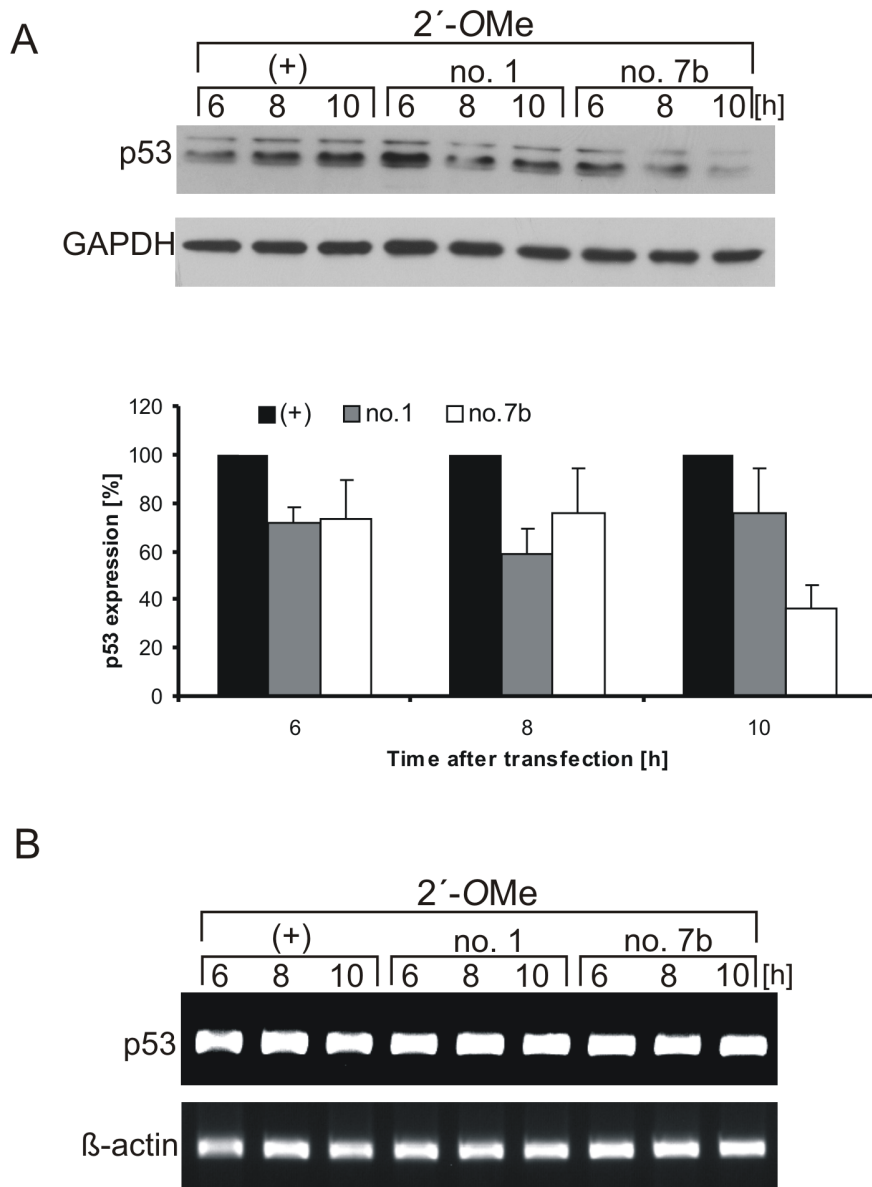 A
2´-OMe
(+) no. 1 no. 7b
6 8 10 6 8 10 6 8 10 [h]
p53
GAPDH
120
(+) no.1 no.7b
100
80
60
40
20
0
p53 expression [%]
6 8 10
Time after transfection [h]
B
2´-OMe
(+) no. 1 no. 7b
6 8 10 6 8 10 6 8 10 [h]
p53
ß-actin